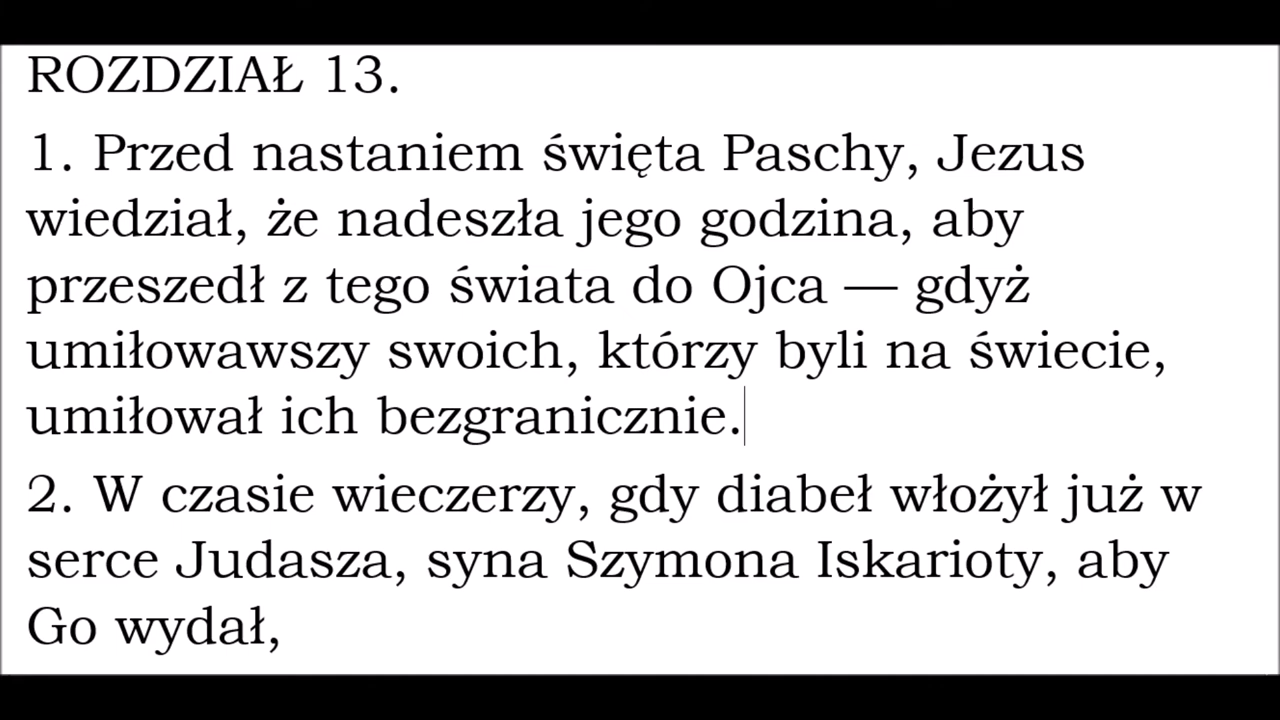 ROZDZIAŁ 13.
1. Przed nastaniem święta Paschy, Jezus
wiedział, że nadeszła jego godzina, aby
przeszedł z tego świata do Ojca — gdyż
umiłowawszy swoich, którzy byli na świecie,
umiłował ich bezgranicznie.
2. W czasie wieczerzy, gdy diabeł włożył już w
serce Judasza, syna Szymona Iskarioty, aby
Go wydał,